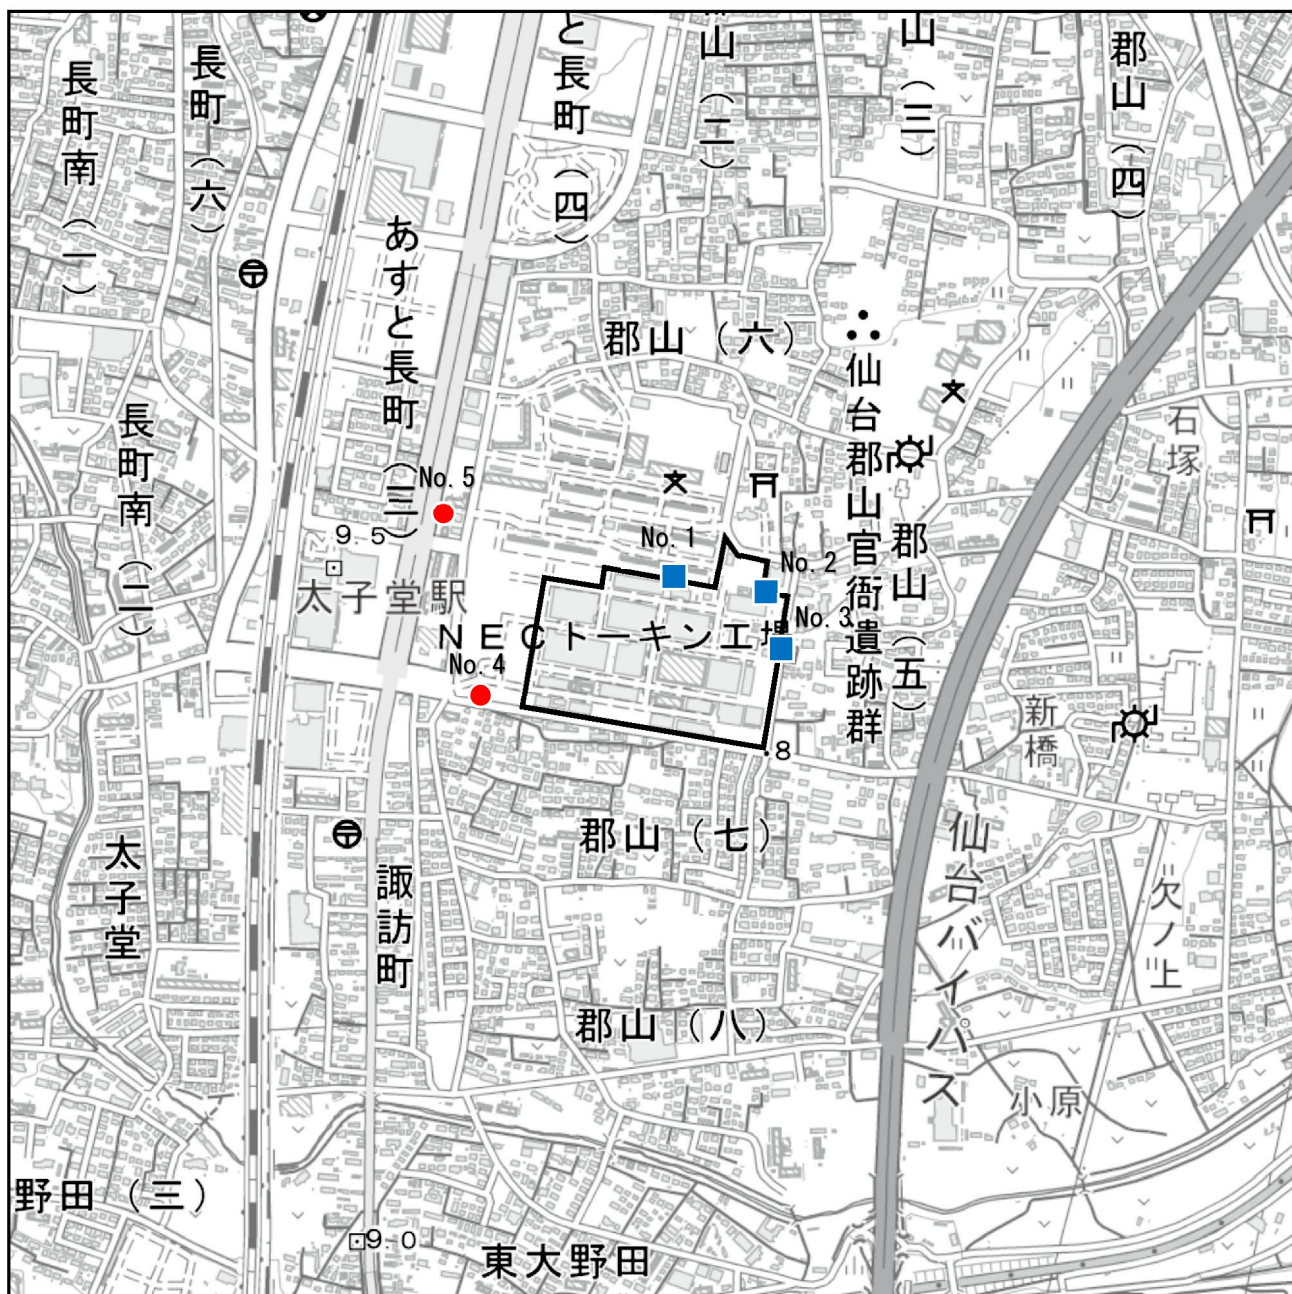 と長町（四）
山（二）
山（三）
郡山（四）
長町（六）
長町南（一）
あすと長町（三）
郡山（六）
仙台郡山官衙遺跡群
石塚
長町南（二）
No.5
9.5
No.1
No.2
郡山（五）
太子堂駅
NECトーキン工場
No.3
No.4
新橋
8
郡山（七）
仙台バイパス
太子堂
諏訪町
欠ノ上
郡山（八）
小原
野田（三）
9.0
東大野田